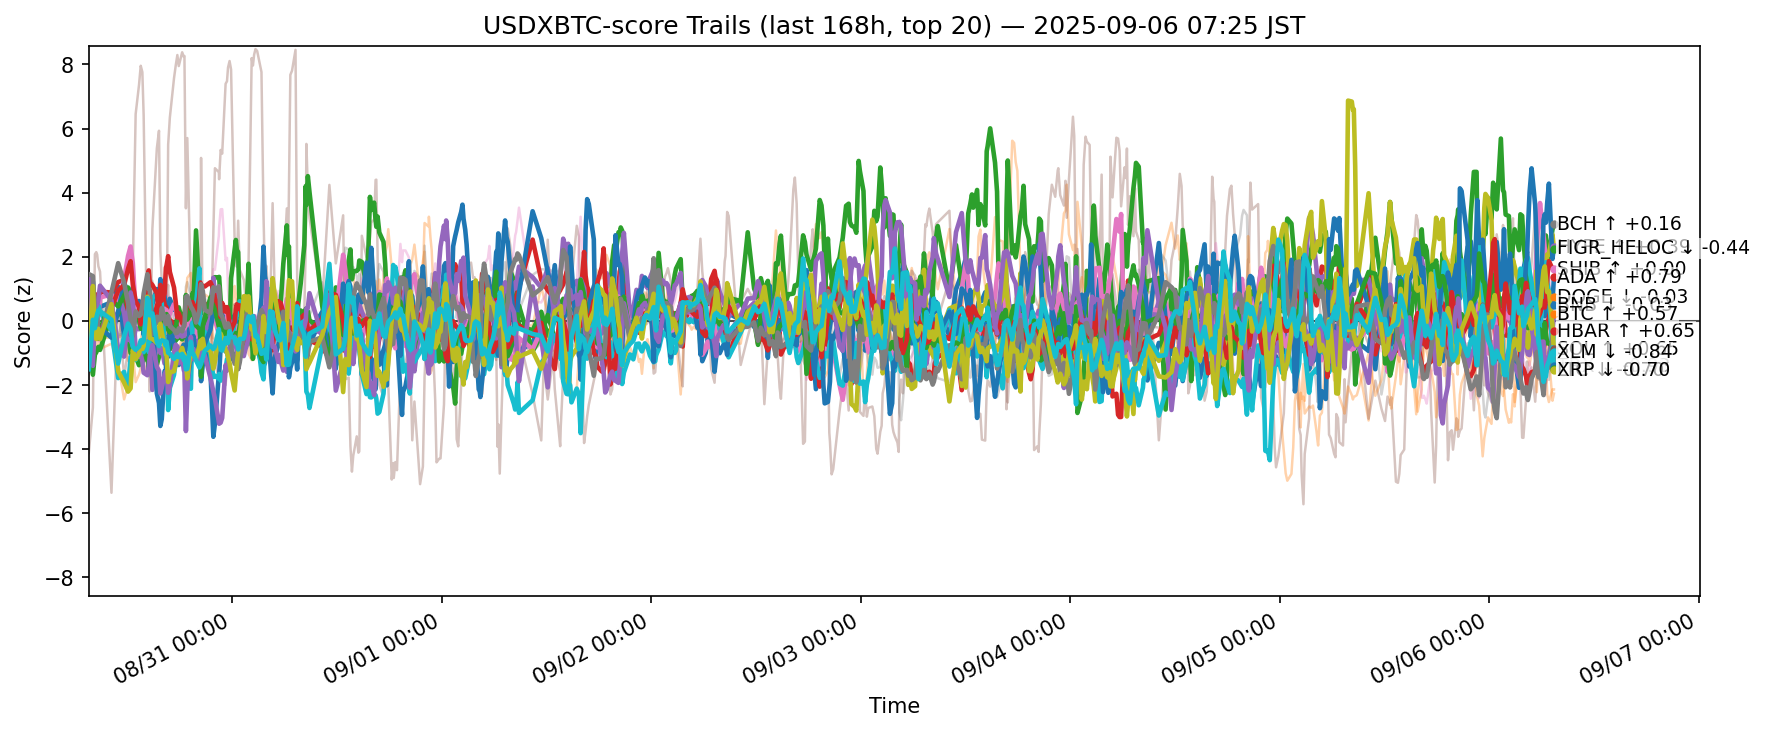 USDXBTC-score Trails (last 168h, top 20) — 2025-09-06 07:25 JST
Score (z)
8
6
4
2
0
−2
−4
−6
−8
BCH ↑ +0.16
FIGR_HELOC ↓ -0.44
SHIB ↑ +0.00
ADA ↑ +0.79
DOGE ↓ -0.03
BTC ↑ +0.57
HBAR ↑ +0.65
XLM ↓ -0.84
XRP ↓ -0.70
08/31 00:00
09/01 00:00
09/02 00:00
09/03 00:00
09/04 00:00
09/05 00:00
09/06 00:00
09/07 00:00
Time